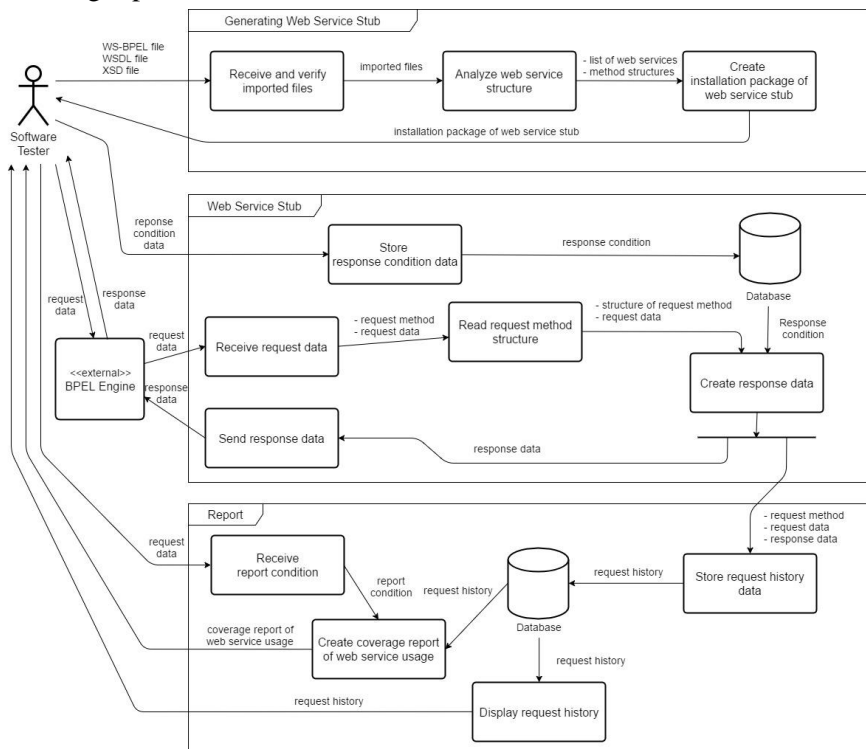 Generating Web Service Stub
WS-BPEL file
WSDL file
XSD file
Receive and verify
imported files
imported files
Analyze web service
structure
- list of web services
- method structures
Create
installation package of
web service stub
installation package of web service stub
Software
Tester
Web Service Stub
reponse
condition
data
Store
response condition data
response condition
Database
request
data
response
data
<<external>>
BPEL Engine
request
data
Receive request data
- request method
- request data
Read request method
structure
- structure of request method
- request data
Response
condition
Create response data
response
data
Send response data
response data
Report
- request method
- request data
- response data
request
data
Receive
report condition
report
condition
request history
Database
request history
Store request history
data
coverage report of
web service usage
Create coverage report
of web service usage
request history
request history
Display request history